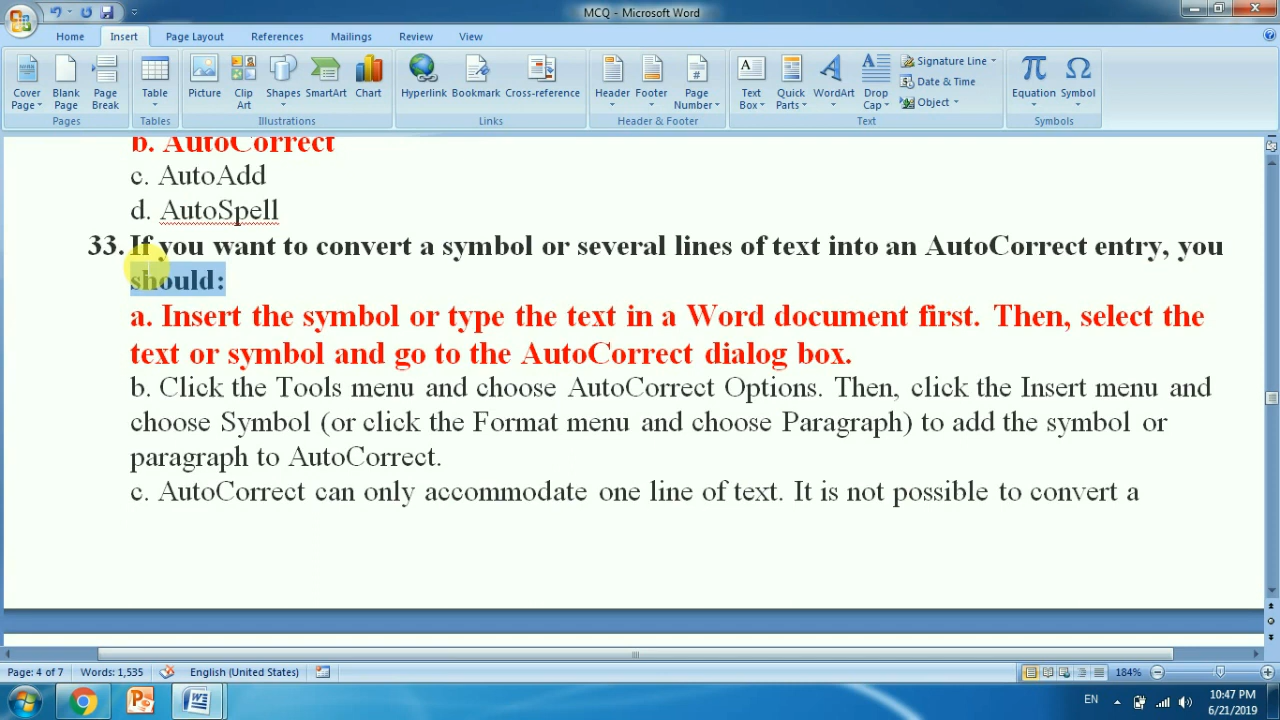 MCQ - Microsoft Word
Home Insert Page Layout References Mailings Review View
Cover Page Blank Page Page Break Table Picture Clip Art Shapes SmartArt Chart Hyperlink Bookmark Cross-reference Header Footer Page Number Text Box Quick Parts WordArt Drop Cap Signature Line Date & Time Object Equation Symbol
Pages Tables Illustrations Links Header & Footer Text Symbols
b. AutoCorrect
c. AutoAdd
d. AutoSpell
33. If you want to convert a symbol or several lines of text into an AutoCorrect entry, you
should:
a. Insert the symbol or type the text in a Word document first. Then, select the
text or symbol and go to the AutoCorrect dialog box.
b. Click the Tools menu and choose AutoCorrect Options. Then, click the Insert menu and
choose Symbol (or click the Format menu and choose Paragraph) to add the symbol or
paragraph to AutoCorrect.
c. AutoCorrect can only accommodate one line of text. It is not possible to convert a
Page: 4 of 7 Words: 1,535 English (United States) 184%
EN 10:47 PM
6/21/2019